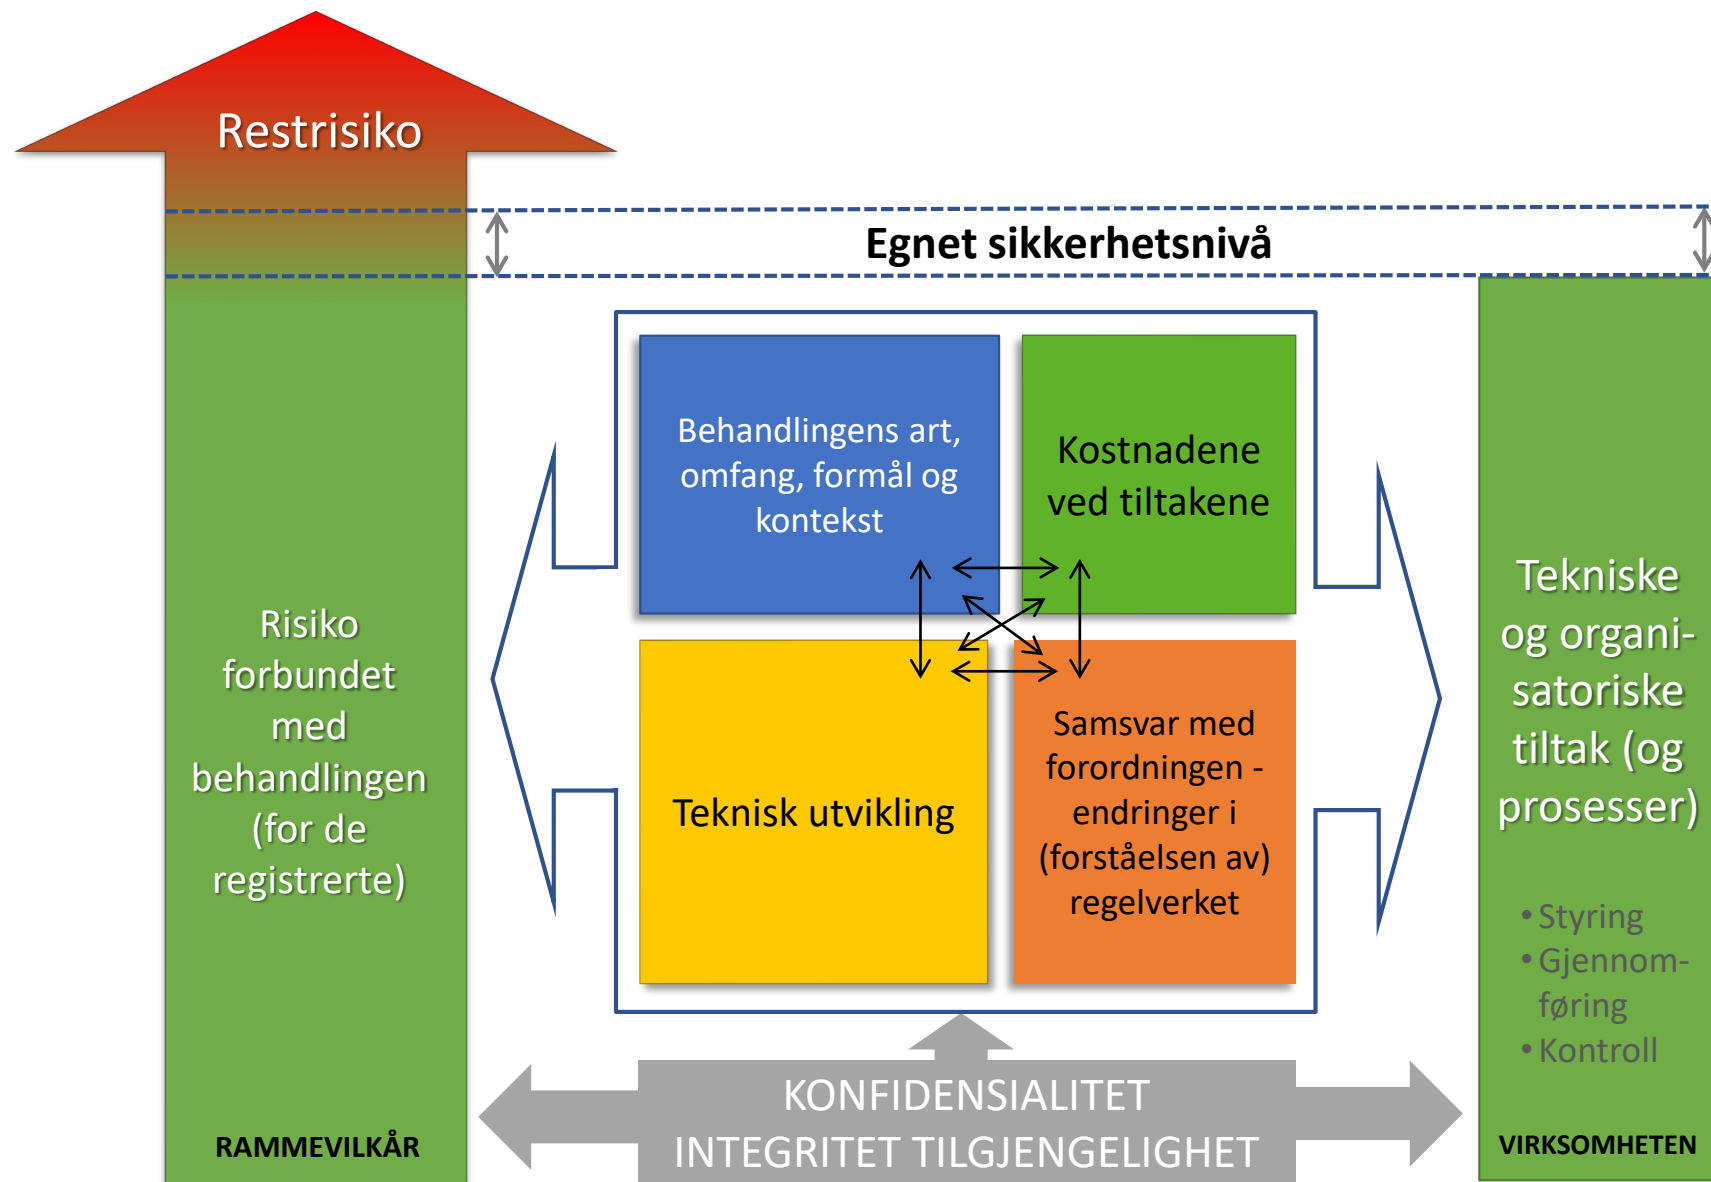 Restrisiko
Egnet sikkerhetsnivå
Risiko
forbundet
med
behandlingen
(for de
registrerte)
RAMMEVILKÅR
Behandlingens art,
omfang, formål og
kontekst
Kostnadene
ved tiltakene
Teknisk utvikling
Samsvar med
forordningen -
endringer i
(forståelsen av)
regelverket
KONFIDENSIALITET
INTEGRITET TILGJENGELIGHET
Tekniske
og organi-
satoriske
tiltak (og
prosesser)
• Styring
• Gjennom-
føring
• Kontroll
VIRKSOMHETEN